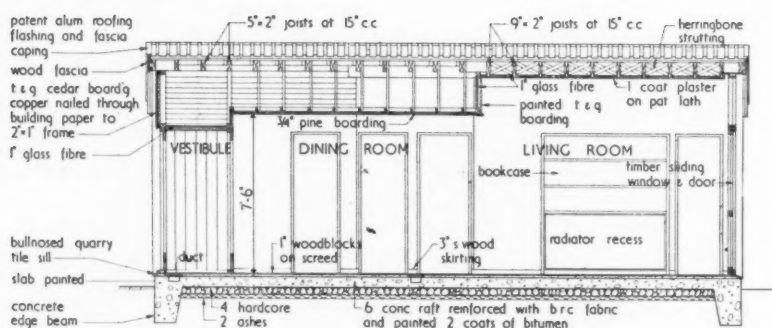 patent alum roofing
flashing and fascia
caping
wood fascia
t & g cedar board'g
copper nailed through
building paper to
2"×1" frame
1" glass fibre
bullnosed quarry
tile sill
slab painted
concrete
edge beam
5"×2" joists at 15" c.c
9"× 2" joists at 15" c.c
herringbone
strutting
1" glass fibre
painted t & g
boarding
1 coat plaster
on pat lath
3/4" pine boarding
VESTIBULE
DINING ROOM
LIVING ROOM
bookcase
timber sliding
window & door
7'-6"
duct
1" woodblocks
on screed
3" s wood
skirting
radiator recess
4 hardcore
2 ashes
6 conc raft reinforced with b r c fabric
and painted 2 coats of bitumen